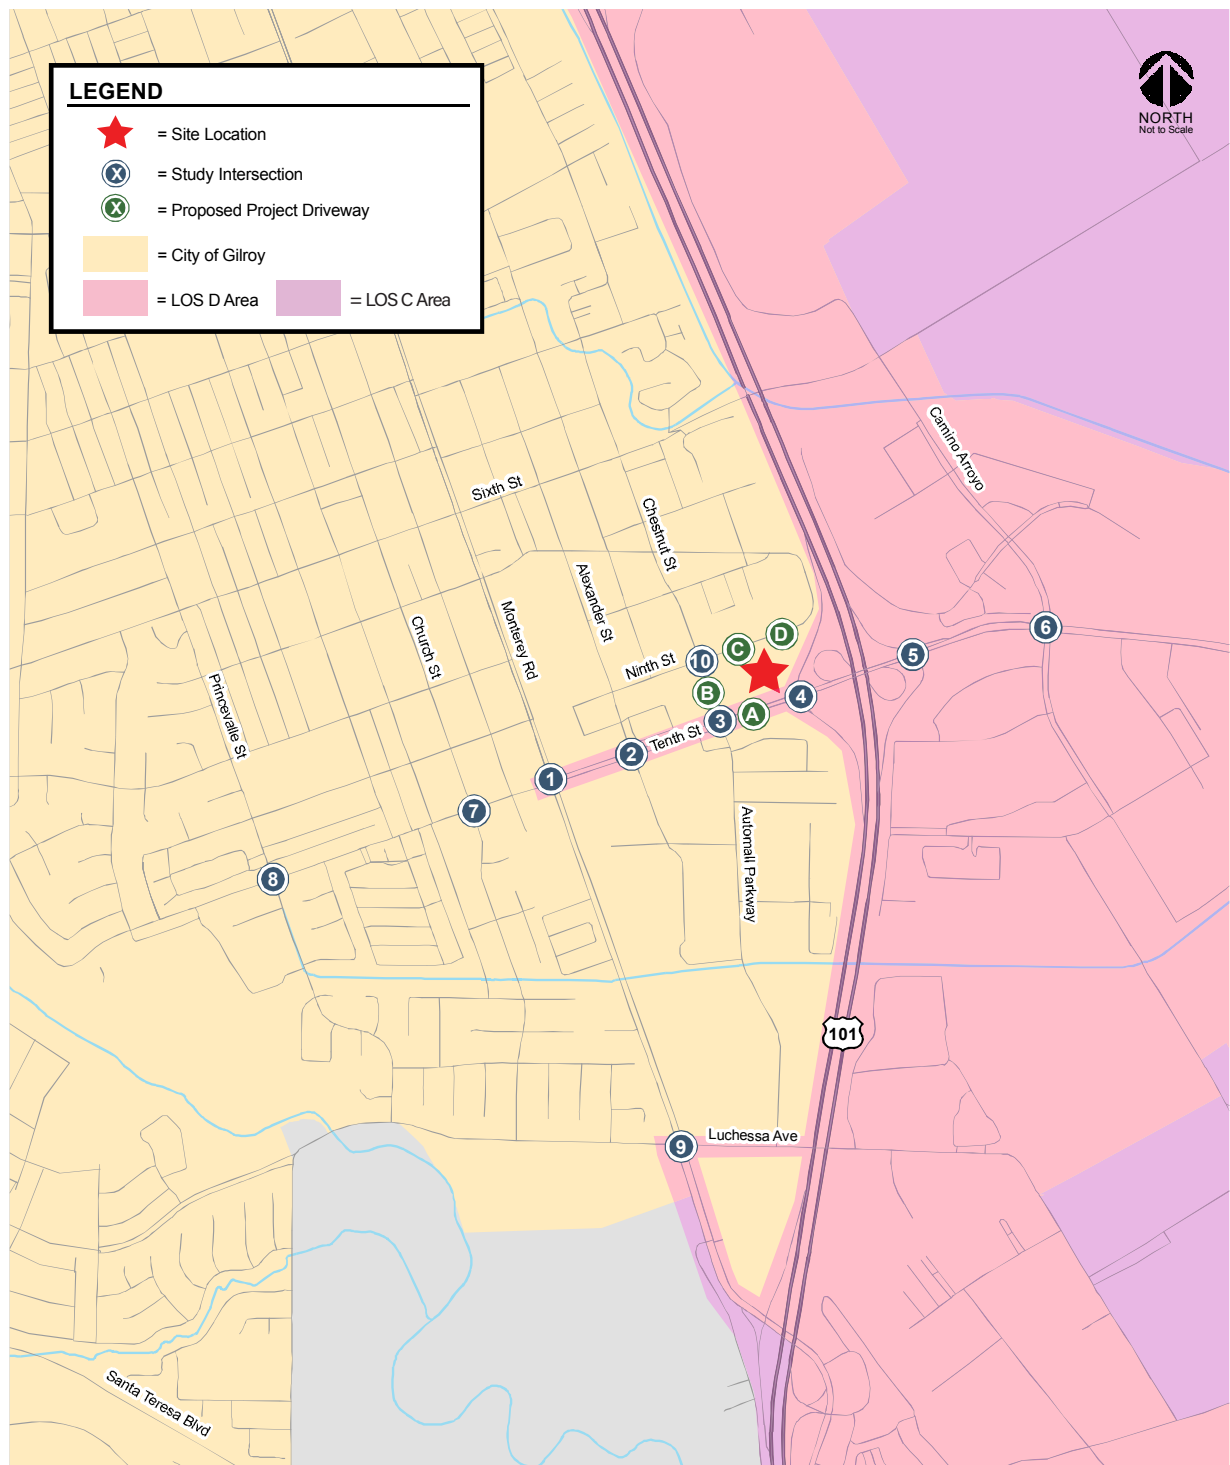 LEGEND
= Site Location
X = Study Intersection
X = Proposed Project Driveway
= City of Gilroy
= LOS D Area = LOS C Area
NORTH
Not to Scale
Camino Arroyo
Sixth St
Chestnut St
Alexander St
Monterey Rd
Church St
Princevalle St
Ninth St
10
C
D
B
A
3
4
5
6
Tenth St
2
1
7
8
Automall Parkway
101
9
Luchessa Ave
Santa Teresa Blvd